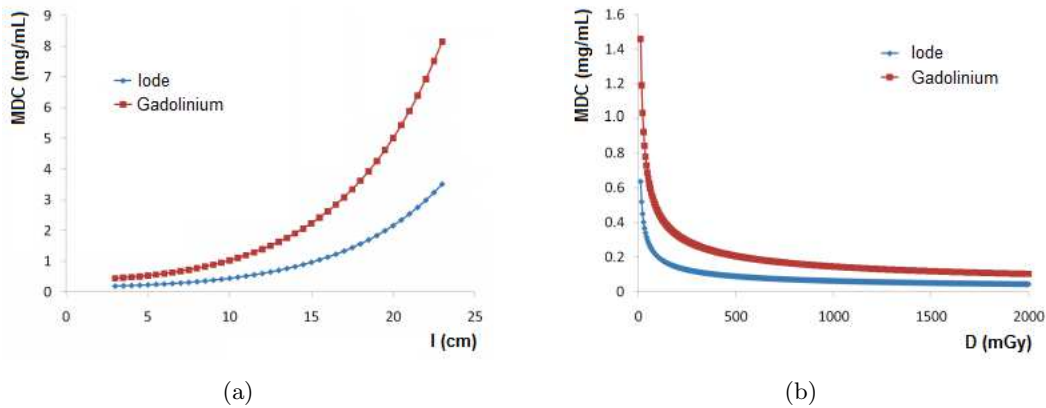 MDC (mg/mL)
9
8
7
6
5
4
3
2
1
0
Iode
Gadolinium
0 5 10 15 20 25
l (cm)
(a)
MDC (mg/mL)
1.6
1.4
1.2
1.0
0.8
0.6
0.4
0.2
0
Iode
Gadolinium
0 500 1000 1500 2000
D (mGy)
(b)